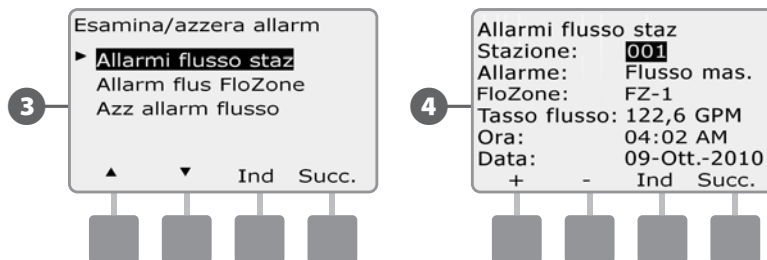 3
Esamina/azzera allarm
► Allarmi flusso staz
Allarm flus FloZone
Azz allarm flusso
▲ ▼ Ind Succ.
4
Allarmi flusso staz
Stazione: 001
Allarme: Flusso mas.
FloZone: FZ-1
Tasso flusso: 122,6 GPM
Ora: 04:02 AM
Data: 09-Ott.-2010
+ - Ind Succ.